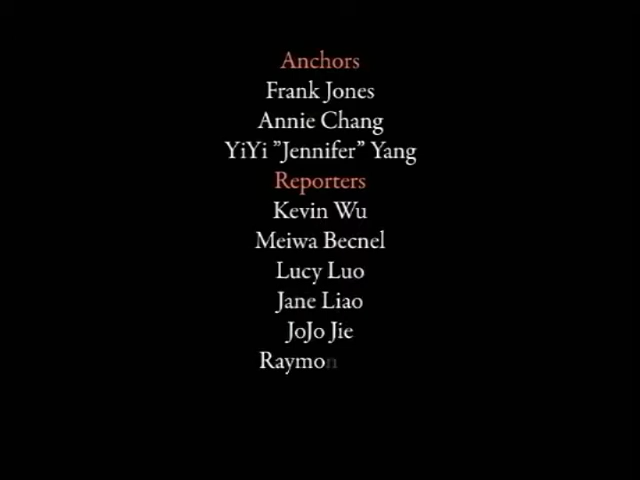 Anchors
Frank Jones
Annie Chang
YiYi ”Jennifer” Yang
Reporters
Kevin Wu
Meiwa Becnel
Lucy Luo
Jane Liao
JoJo Jie
Raymon